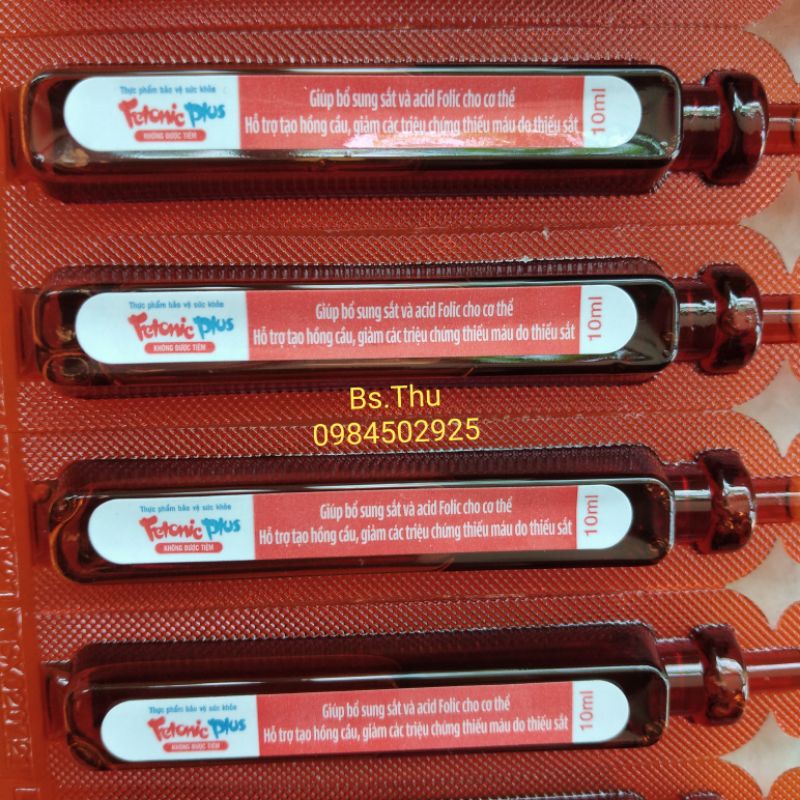 Thực phẩm bảo vệ sức khỏe
Fetonic Plus
KHÔNG ĐƯỢC TIÊM
Giúp bổ sung sắt và acid Folic cho cơ thể
Hỗ trợ tạo hồng cầu, giảm các triệu chứng thiếu máu do thiếu sắt
10ml
Thực phẩm bảo vệ sức khỏe
Fetonic Plus
KHÔNG ĐƯỢC TIÊM
Giúp bổ sung sắt và acid Folic cho cơ thể
Hỗ trợ tạo hồng cầu, giảm các triệu chứng thiếu máu do thiếu sắt
10ml
Bs.Thu
0984502925
Thực phẩm bảo vệ sức khỏe
Fetonic Plus
KHÔNG ĐƯỢC TIÊM
Giúp bổ sung sắt và acid Folic cho cơ thể
Hỗ trợ tạo hồng cầu, giảm các triệu chứng thiếu máu do thiếu sắt
10ml
Thực phẩm bảo vệ sức khỏe
Fetonic Plus
KHÔNG ĐƯỢC TIÊM
Giúp bổ sung sắt và acid Folic cho cơ thể
Hỗ trợ tạo hồng cầu, giảm các triệu chứng thiếu máu do thiếu sắt
10ml